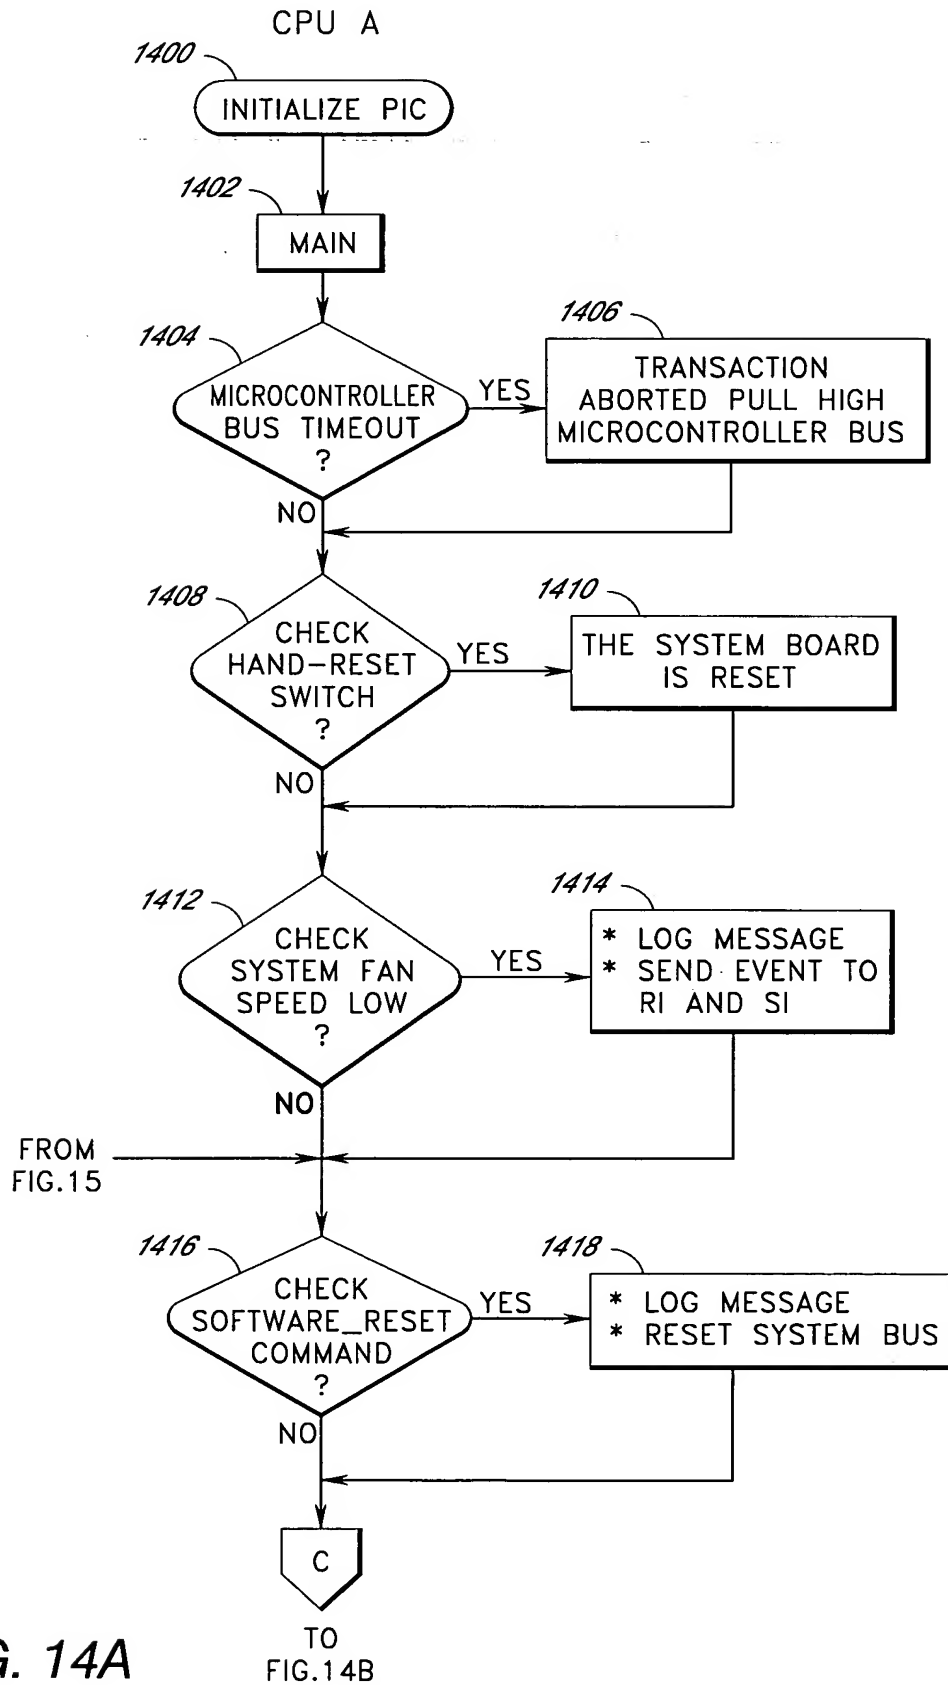 CPU A
1400
INITIALIZE PIC
1402
MAIN
1404
MICROCONTROLLER
BUS TIMEOUT
?
YES
1406
TRANSACTION
ABORTED PULL HIGH
MICROCONTROLLER BUS
NO
1408
CHECK
HAND-RESET
SWITCH
?
YES
1410
THE SYSTEM BOARD
IS RESET
NO
1412
CHECK
SYSTEM FAN
SPEED LOW
?
YES
1414
* LOG MESSAGE
* SEND EVENT TO
RI AND SI
NO
FROM
FIG.15
1416
CHECK
SOFTWARE_RESET
COMMAND
?
YES
1418
* LOG MESSAGE
* RESET SYSTEM BUS
NO
C
TO
FIG.14B
G. 14A